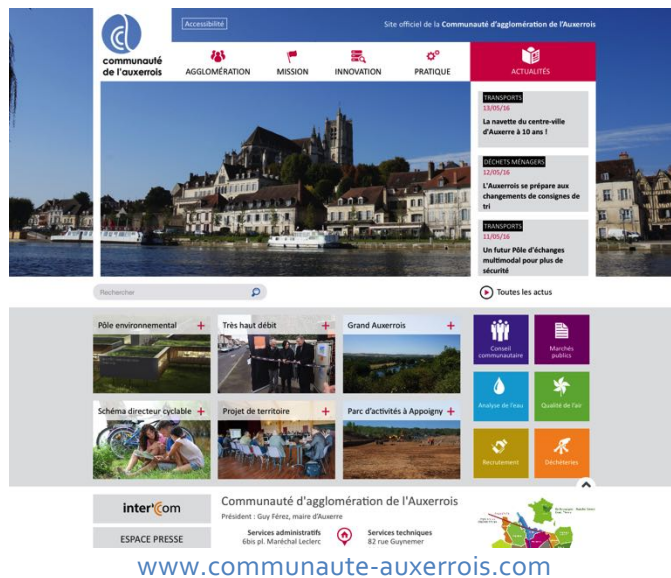 Accessibilité
Site officiel de la Communauté d'agglomération de l'Auxerrois
communauté
de l'auxerrois
AGGLOMÉRATION
MISSION
INNOVATION
PRATIQUE
ACTUALITÉS
TRANSPORTS
13/05/16
La navette du centre-ville
d'Auxerre à 10 ans !
DÉCHETS MÉNAGERS
12/05/16
L'Auxerrois se prépare aux
changements de consignes de
tri
TRANSPORTS
11/05/16
Un futur Pôle d'échanges
multimodal pour plus de
sécurité
Rechercher
Toutes les actus
Pôle environnemental +
Très haut débit +
Grand Auxerrois +
Conseil
communautaire
Marchés
publics
Analyse de l'eau
Qualité de l'air
Schéma directeur cyclable +
Projet de territoire +
Parc d'activités à Appoigny +
Recrutement
Déchèteries
inter'Com
ESPACE PRESSE
Communauté d'agglomération de l'Auxerrois
Président : Guy Férez, maire d'Auxerre
Services administratifs
6bis pl. Maréchal Leclerc
Services techniques
82 rue Guynemer
www.communaute-auxerrois.com